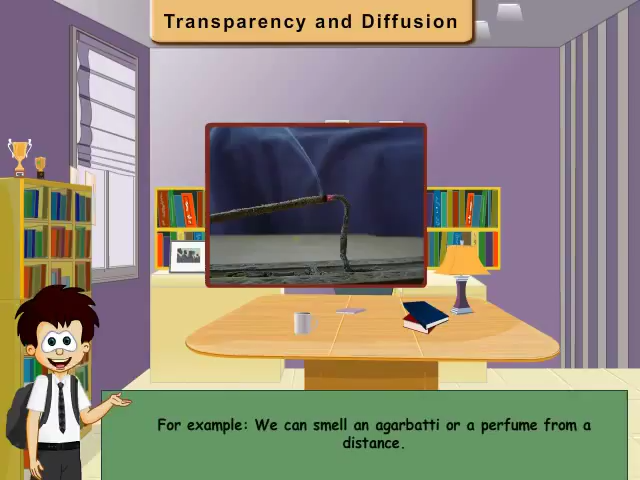 Transparency and Diffusion
For example: We can smell an agarbatti or a perfume from a
distance.